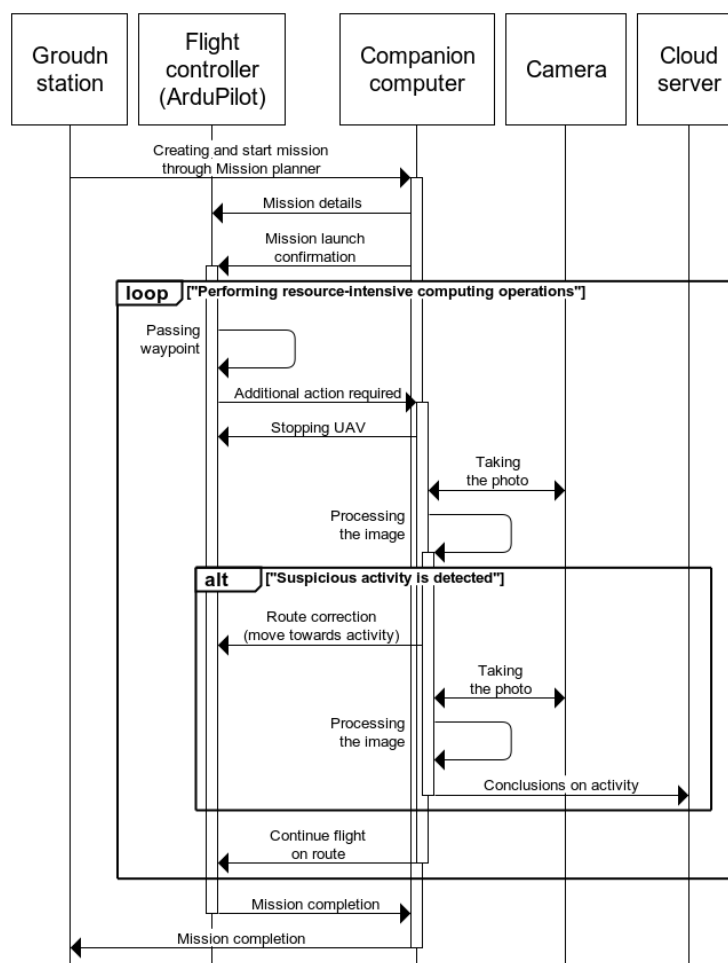 Groudn
station
Flight
controller
(ArduPilot)
Companion
computer
Camera
Cloud
server
Creating and start mission
through Mission planner
Mission details
Mission launch
confirmation
loop
["Performing resource-intensive computing operations"]
Passing
waypoint
Additional action required
Stopping UAV
Taking
the photo
Processing
the image
alt
["Suspicious activity is detected"]
Route correction
(move towards activity)
Taking
the photo
Processing
the image
Conclusions on activity
Continue flight
on route
Mission completion
Mission completion